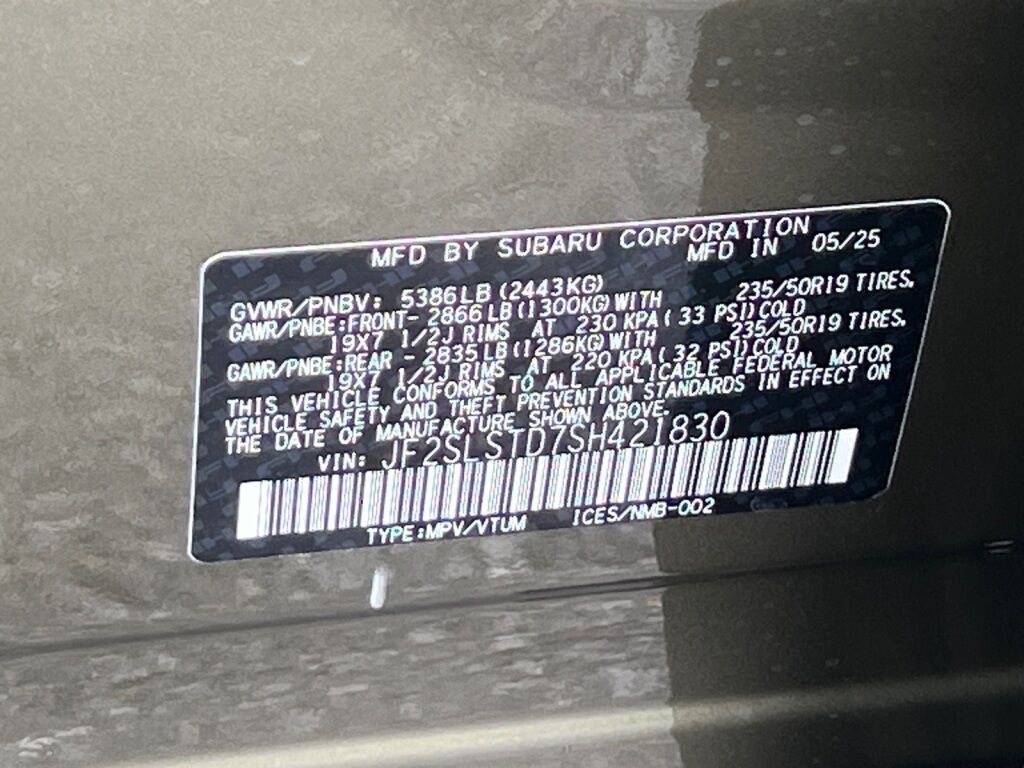 MFD BY SUBARU CORPORATION
MFD IN 05/25
GVWR/PNBV: 5386LB(2443KG)
GAWR/PNBE:FRONT- 2866LB(1300KG)WITH 235/50R19 TIRES.
19X7 1/2J RIMS AT 230 KPA( 33 PSI)COLD
GAWR/PNBE:REAR - 2835LB(1286KG)WITH 235/50R19 TIRES.
19X7 1/2J RIMS AT 220 KPA( 32 PSI)COLD
THIS VEHICLE CONFORMS TO ALL APPLICABLE FEDERAL MOTOR
VEHICLE SAFETY AND THEFT PREVENTION STANDARDS IN EFFECT ON
THE DATE OF MANUFACTURE SHOWN ABOVE.
VIN: JF2SLSTD7SH421830
TYPE:MPV/VTUM ICES/NMB-002